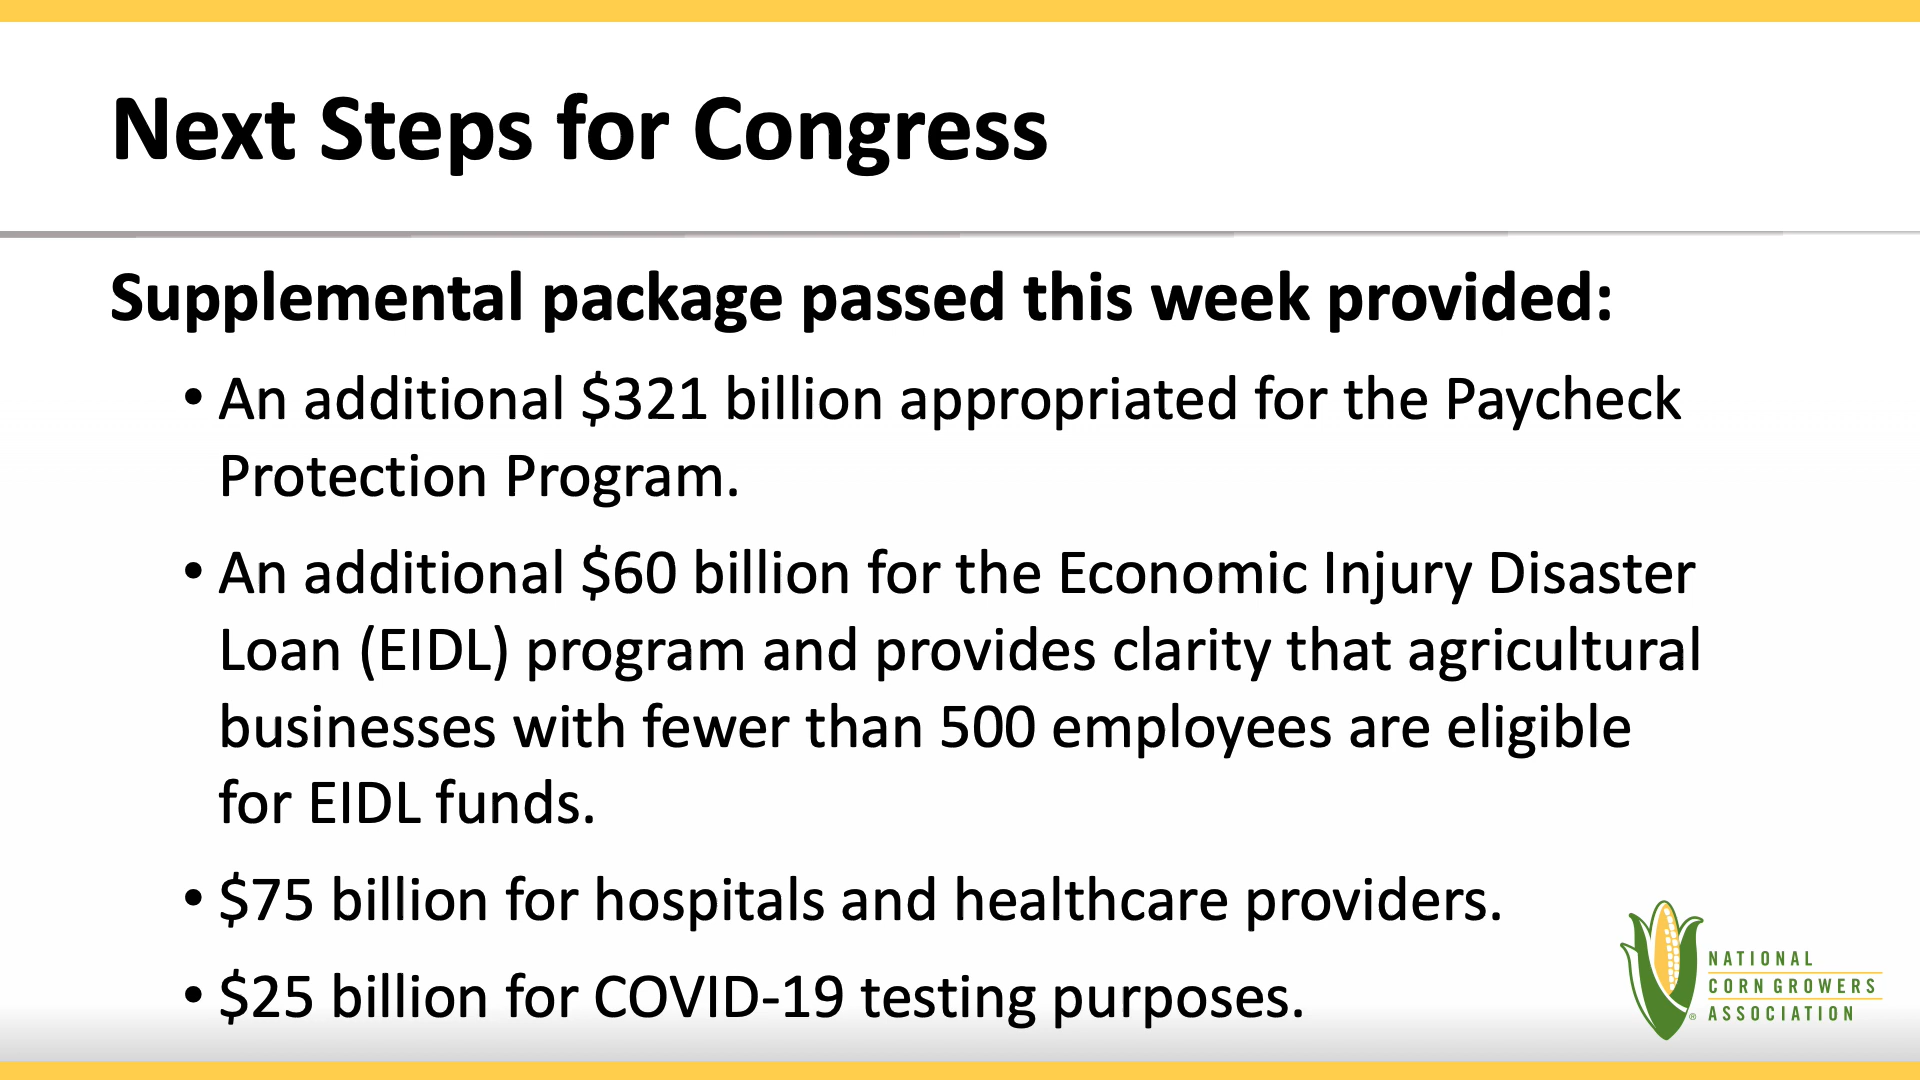 Next Steps for Congress
Supplemental package passed this week provided:
• An additional $321 billion appropriated for the Paycheck
Protection Program.
• An additional $60 billion for the Economic Injury Disaster
Loan (EIDL) program and provides clarity that agricultural
businesses with fewer than 500 employees are eligible
for EIDL funds.
• $75 billion for hospitals and healthcare providers.
• $25 billion for COVID-19 testing purposes.
NATIONAL
CORN GROWERS
ASSOCIATION
®